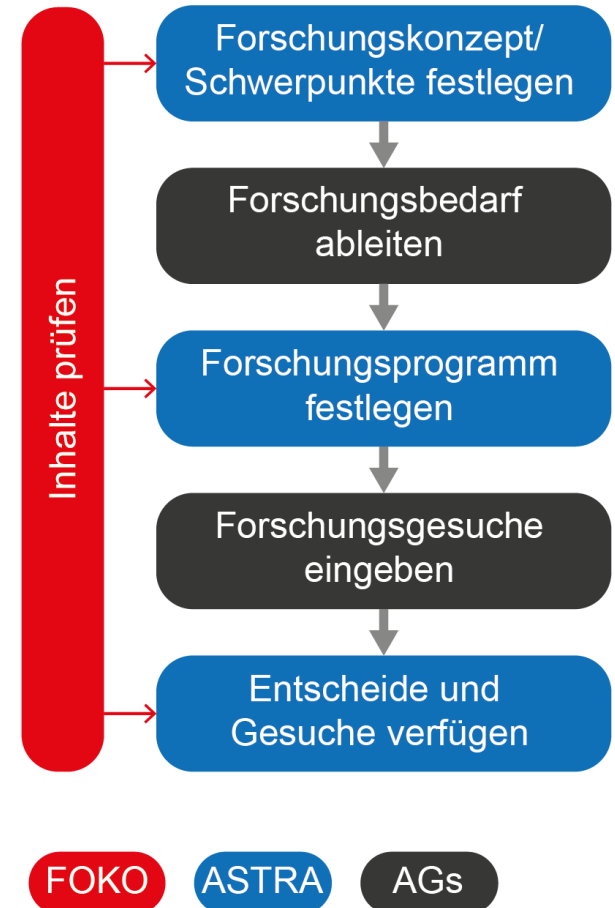 Inhalte prüfen
Forschungskonzept/
Schwerpunkte festlegen
Forschungsbedarf
ableiten
Forschungsprogramm
festlegen
Forschungsgesuche
eingeben
Entscheide und
Gesuche verfügen
FOKO
ASTRA
AGs